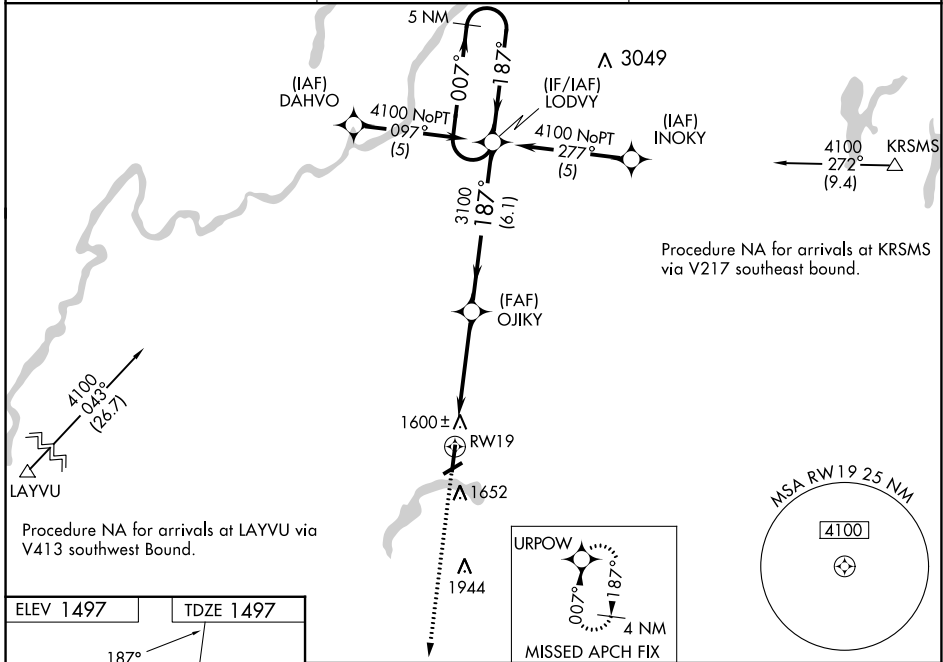 5 NM
007°
187°
3049
(IAF)
DAHVO
4100 NoPT
097°
(5)
(IF/IAF)
LODVY
4100 NoPT
277°
(5)
(IAF)
INOKY
4100
272°
(9.4)
KRSMS
3100
187°
(6.1)
Procedure NA for arrivals at KRSMS
via V217 southeast bound.
(FAF)
OJIKY
4100
043°
(26.7)
LAYVU
1600 ±
RW19
1652
Procedure NA for arrivals at LAYVU via
V413 southwest Bound.
1944
URPOW
007°
187°
4 NM
MISSED APCH FIX
MSA RW19 25 NM
4100
ELEV 1497
TDZE 1497
187°